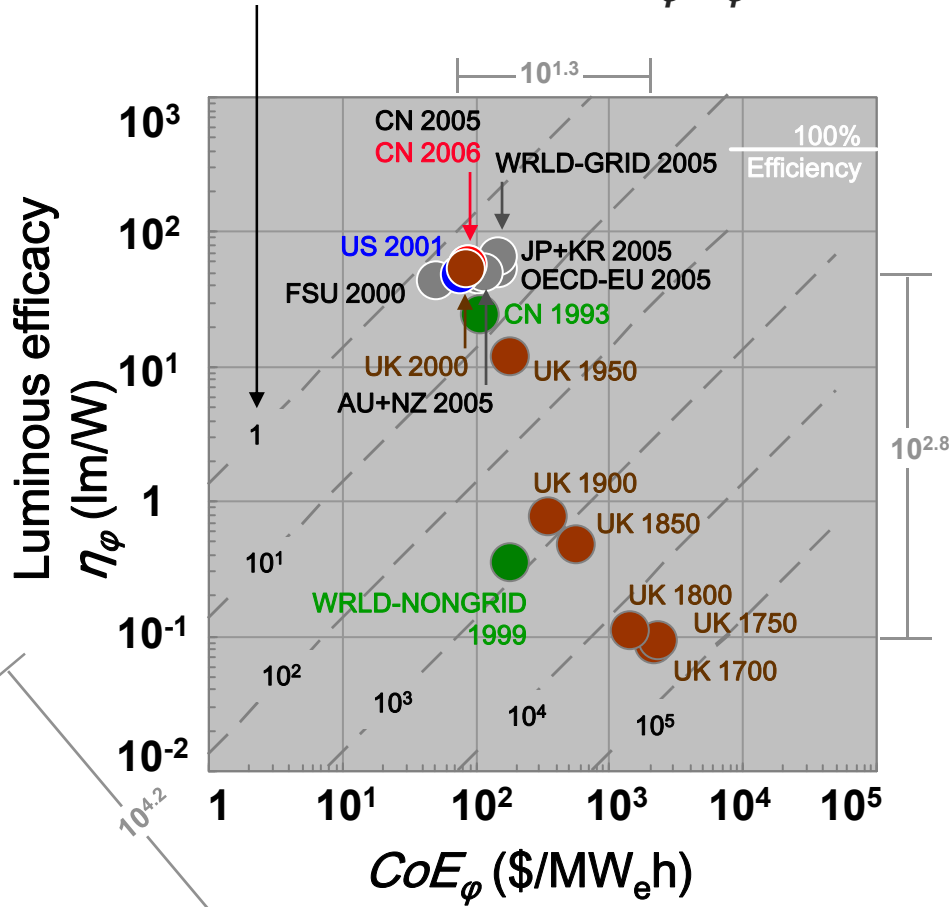 φ φ
10^1.3
10^3
CN 2005
CN 2006
WRLD-GRID 2005
100%
Efficiency
10^2
US 2001
JP+KR 2005
OECD-EU 2005
FSU 2000
CN 1993
UK 2000
UK 1950
10^1
AU+NZ 2005
1
10^2.8
UK 1900
1
UK 1850
10^1
WRLD-NONGRID
1999
UK 1800
UK 1750
10^-1
UK 1700
10^2
10^3
10^4
10^5
10^-2
10^4.2
1 10^1 10^2 10^3 10^4 10^5
CoE_φ ($/MW_eh)
Luminous efficacy
η_φ (lm/W)